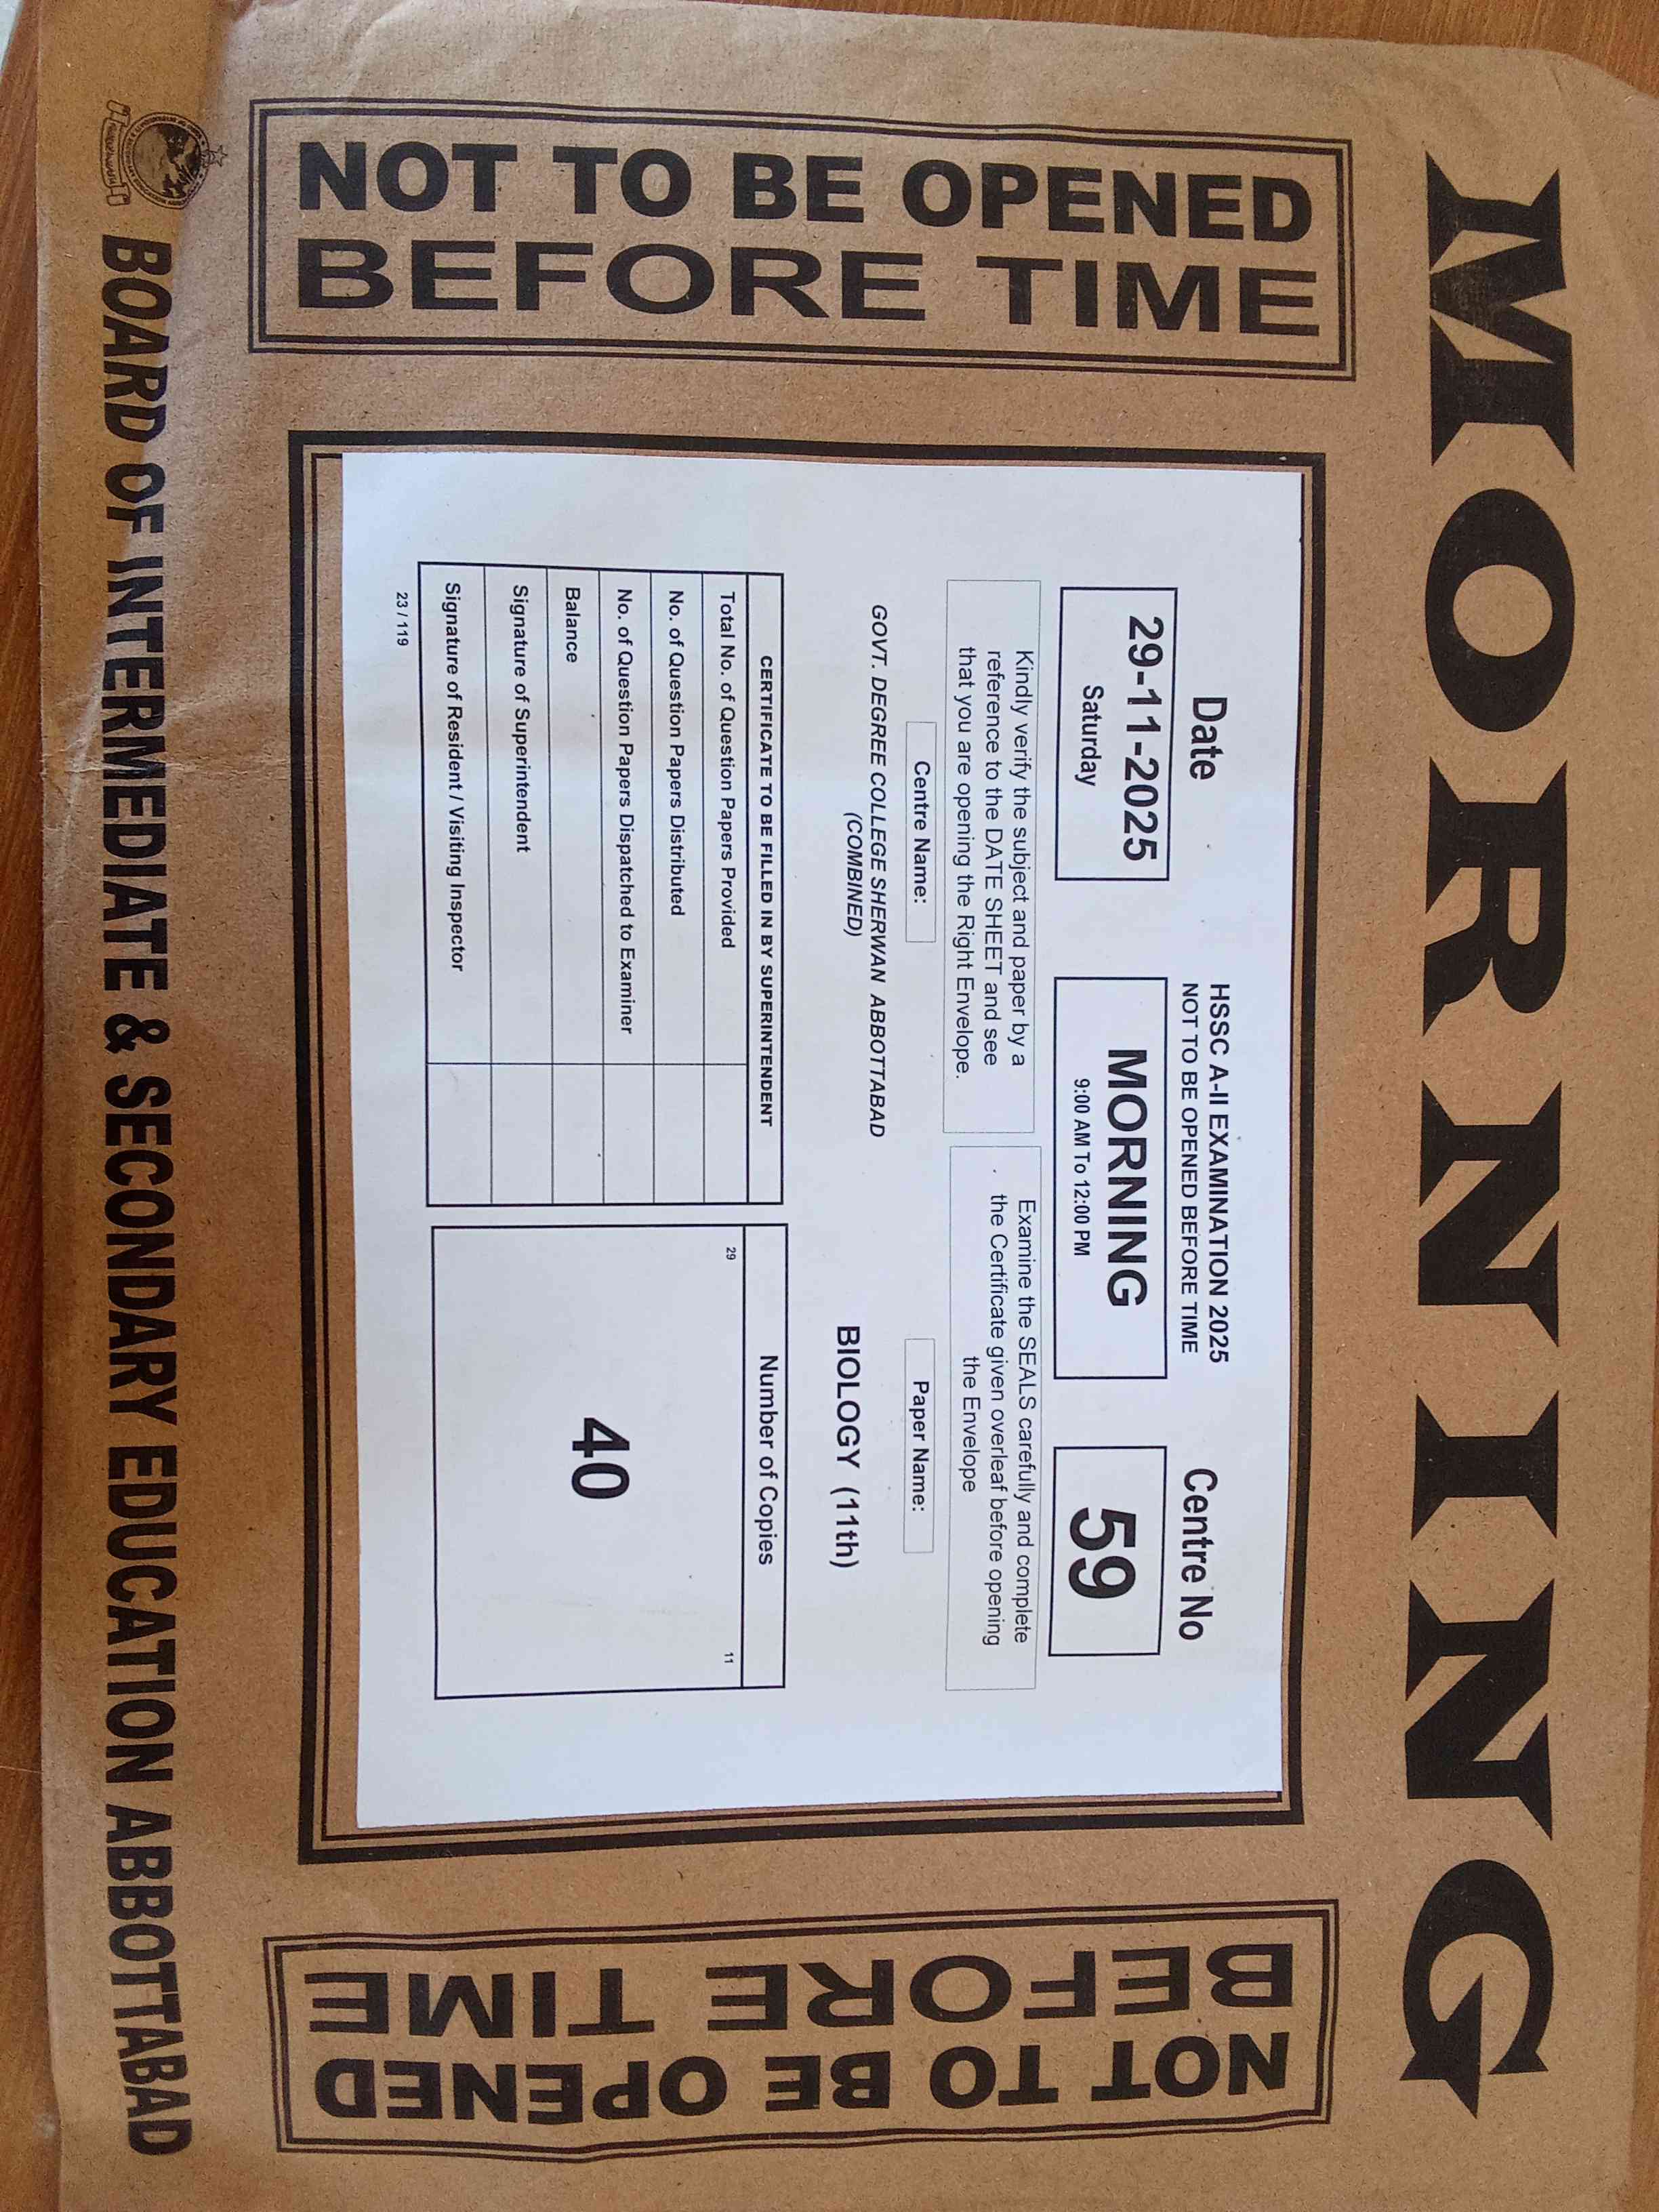 MORNING
NOT TO BE OPENED
BEFORE TIME
Date
HSSC A-II EXAMINATION 2025
NOT TO BE OPENED BEFORE TIME
Centre No
29-11-2025
Saturday
MORNING
9:00 AM To 12:00 PM
59
Kindly verify the subject and paper by a
reference to the DATE SHEET and see
that you are opening the Right Envelope.
Examine the SEALS carefully and complete
the Certificate given overleaf before opening
the Envelope
Centre Name:
Paper Name:
GOVT. DEGREE COLLEGE SHERWAN ABBOTTABAD
(COMBINED)
BIOLOGY (11th)
CERTIFICATE TO BE FILLED IN BY SUPERINTENDENT
Total No. of Question Papers Provided
No. of Question Papers Distributed
No. of Question Papers Dispatched to Examiner
Balance
Signature of Superintendent
Signature of Resident / Visiting Inspector
Number of Copies
29
11
40
23 / 119
NOT TO BE OPENED
BEFORE TIME
BOARD OF INTERMEDIATE & SECONDARY EDUCATION ABBOTTABAD